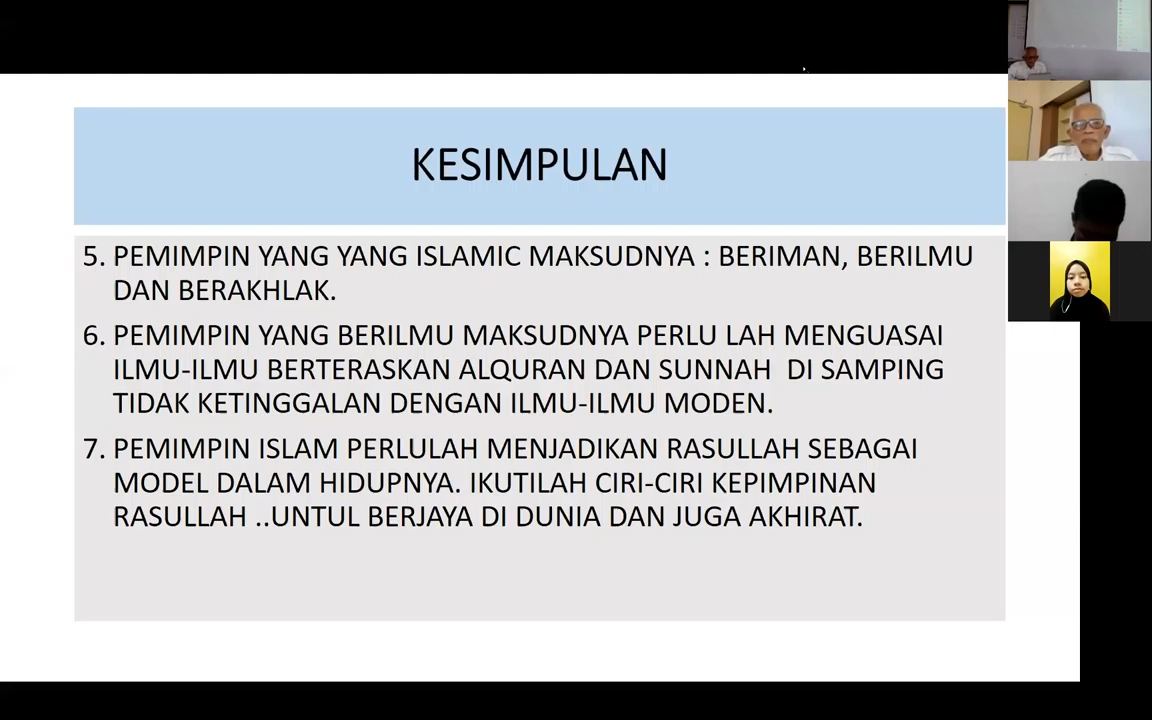 KESIMPULAN
5. PEMIMPIN YANG YANG ISLAMIC MAKSUDNYA : BERIMAN, BERILMU
DAN BERAKHLAK.
6. PEMIMPIN YANG BERILMU MAKSUDNYA PERLU LAH MENGUASAI
ILMU-ILMU BERTERASKAN ALQURAN DAN SUNNAH DI SAMPING
TIDAK KETINGGALAN DENGAN ILMU-ILMU MODEN.
7. PEMIMPIN ISLAM PERLULAH MENJADIKAN RASULLAH SEBAGAI
MODEL DALAM HIDUPNYA. IKUTILAH CIRI-CIRI KEPIMPINAN
RASULLAH ..UNTUL BERJAYA DI DUNIA DAN JUGA AKHIRAT.